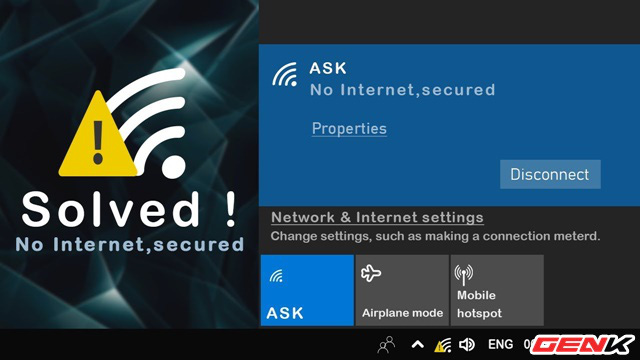 Solved !
No Internet,secured
ASK
No Internet,secured
Properties
Disconnect
Network & Internet settings
Change settings, such as making a connection meterd.
ASK
Airplane mode
Mobile
hotspot
ENG
GENK